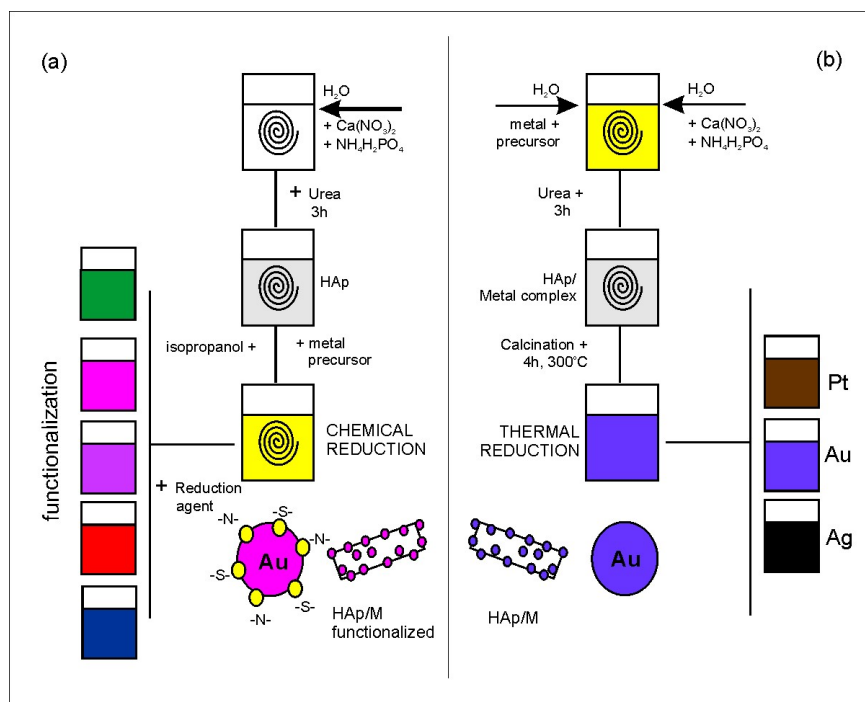 (a)
H₂O
+ Ca(NO₃)₂
+ NH₄H₂PO₄
+ Urea
3h
HAp
isopropanol +
+ metal
precursor
CHEMICAL
REDUCTION
functionalization
+ Reduction
agent
-N-
-S-
-N-
-S-
-S-
-N-
Au
HAp/M
functionalized
(b)
H₂O
metal +
precursor
H₂O
+ Ca(NO₃)₂
+ NH₄H₂PO₄
Urea +
3h
HAp/
Metal complex
Calcination +
4h, 300°C
THERMAL
REDUCTION
Pt
Au
Ag
Au
HAp/M